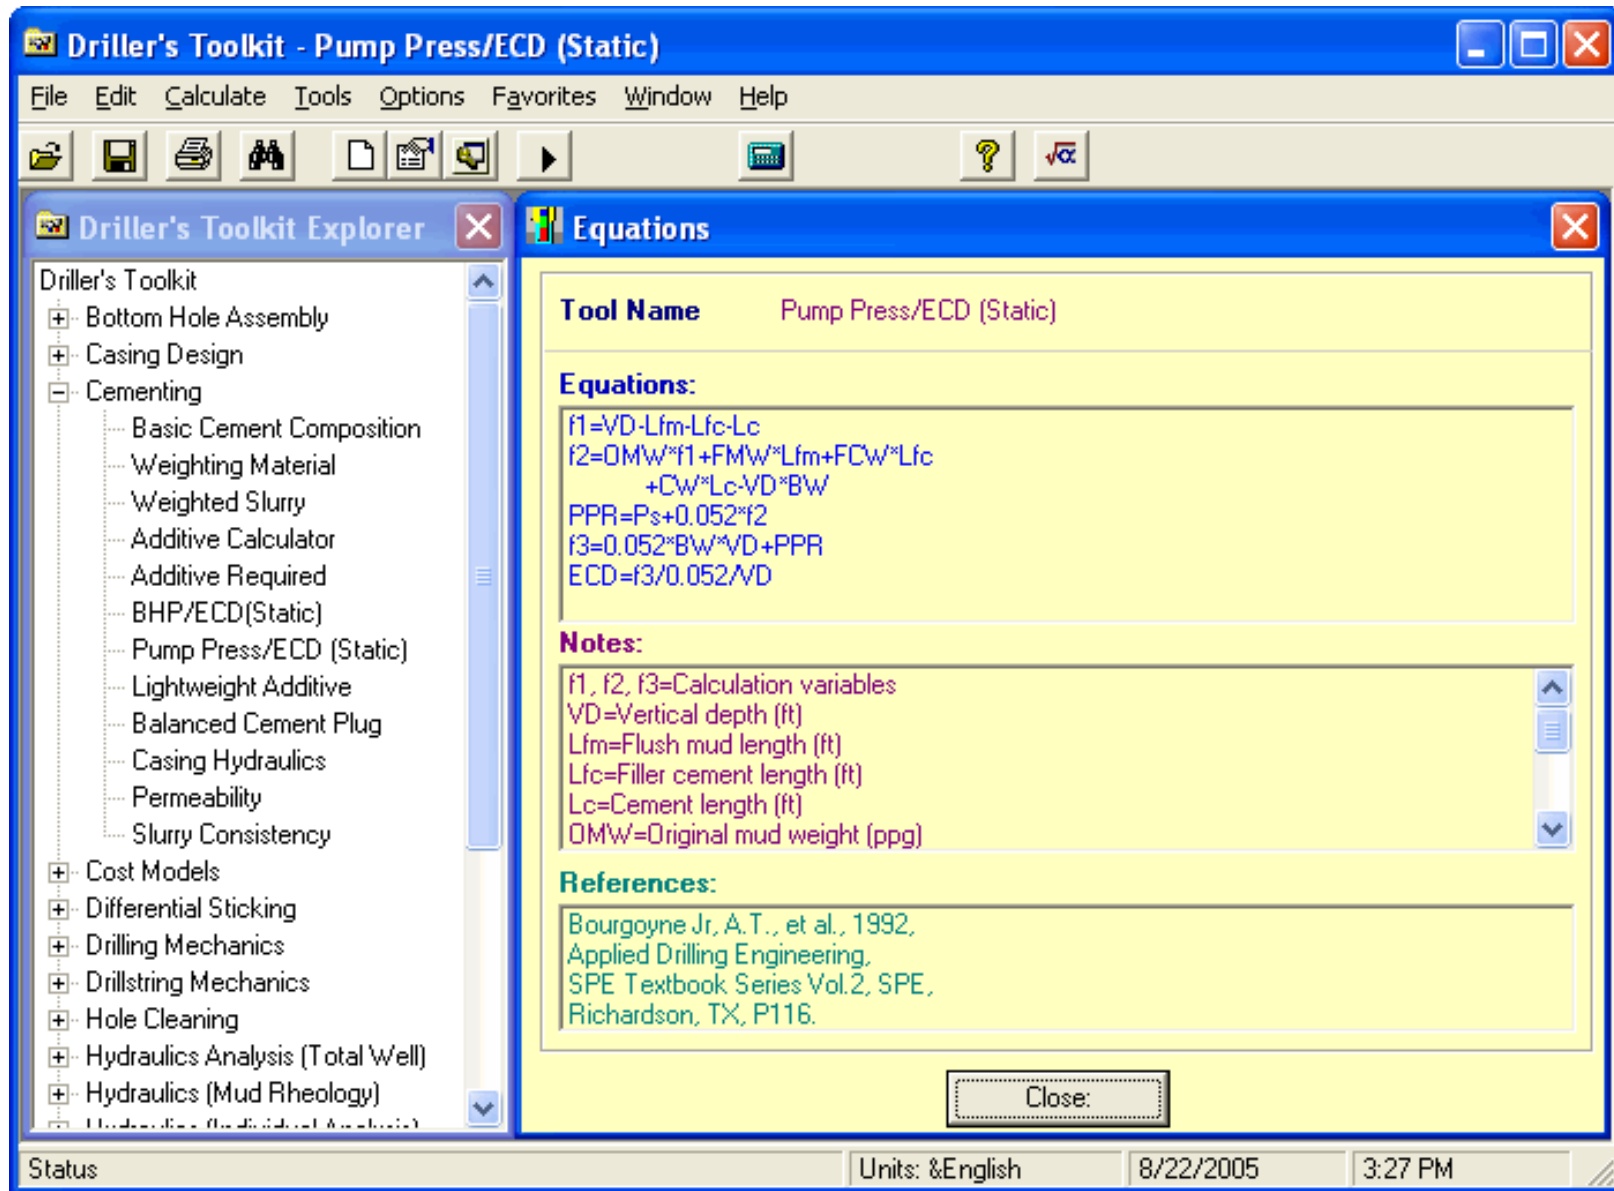 Driller's Toolkit - Pump Press/ECD (Static)
File Edit Calculate Tools Options Favorites Window Help
Driller's Toolkit Explorer
Driller's Toolkit
Bottom Hole Assembly
Casing Design
Cementing
Basic Cement Composition
Weighting Material
Weighted Slurry
Additive Calculator
Additive Required
BHP/ECD(Static)
Pump Press/ECD (Static)
Lightweight Additive
Balanced Cement Plug
Casing Hydraulics
Permeability
Slurry Consistency
Cost Models
Differential Sticking
Drilling Mechanics
Drillstring Mechanics
Hole Cleaning
Hydraulics Analysis (Total Well)
Hydraulics (Mud Rheology)
Hydraulics (Individual Analysis)
Equations
Tool Name Pump Press/ECD (Static)
Equations:
f1=VD-Lfm-Lfc-Lc
f2=OMW*f1+FMW*Lfm+FCW*Lfc
+CW*Lc-VD*BW
PPR=Ps+0.052*f2
f3=0.052*BW*VD+PPR
ECD=f3/0.052/VD
Notes:
f1, f2, f3=Calculation variables
VD=Vertical depth (ft)
Lfm=Flush mud length (ft)
Lfc=Filler cement length (ft)
Lc=Cement length (ft)
OMW=Original mud weight (ppg)
References:
Bourgoyne Jr, A.T., et al., 1992,
Applied Drilling Engineering,
SPE Textbook Series Vol.2, SPE,
Richardson, TX, P116.
Close:
Status Units: &English 8/22/2005 3:27 PM